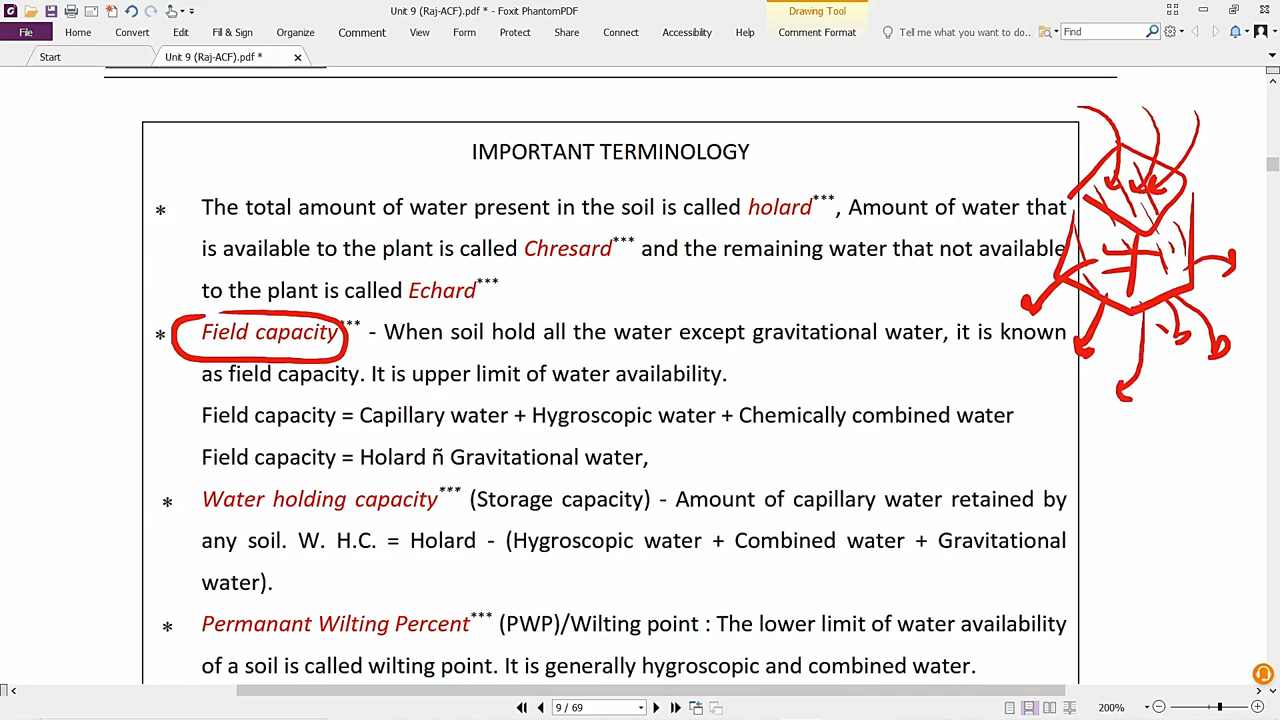 Unit 9 (Raj-ACF).pdf * - Foxit PhantomPDF
Drawing Tool
File Home Convert Edit Fill & Sign Organize Comment View Form Protect Share Connect Accessibility Help Comment Format Tell me what you want to do.. Find
Start Unit 9 (Raj-ACF).pdf *
IMPORTANT TERMINOLOGY
* The total amount of water present in the soil is called holard***, Amount of water that
is available to the plant is called Chresard*** and the remaining water that not available
to the plant is called Echard***
* Field capacity*** - When soil hold all the water except gravitational water, it is known
as field capacity. It is upper limit of water availability.
Field capacity = Capillary water + Hygroscopic water + Chemically combined water
Field capacity = Holard ñ Gravitational water,
* Water holding capacity*** (Storage capacity) - Amount of capillary water retained by
any soil. W. H.C. = Holard - (Hygroscopic water + Combined water + Gravitational
water).
* Permanant Wilting Percent*** (PWP)/Wilting point : The lower limit of water availability
of a soil is called wilting point. It is generally hygroscopic and combined water.
9 / 69 200%